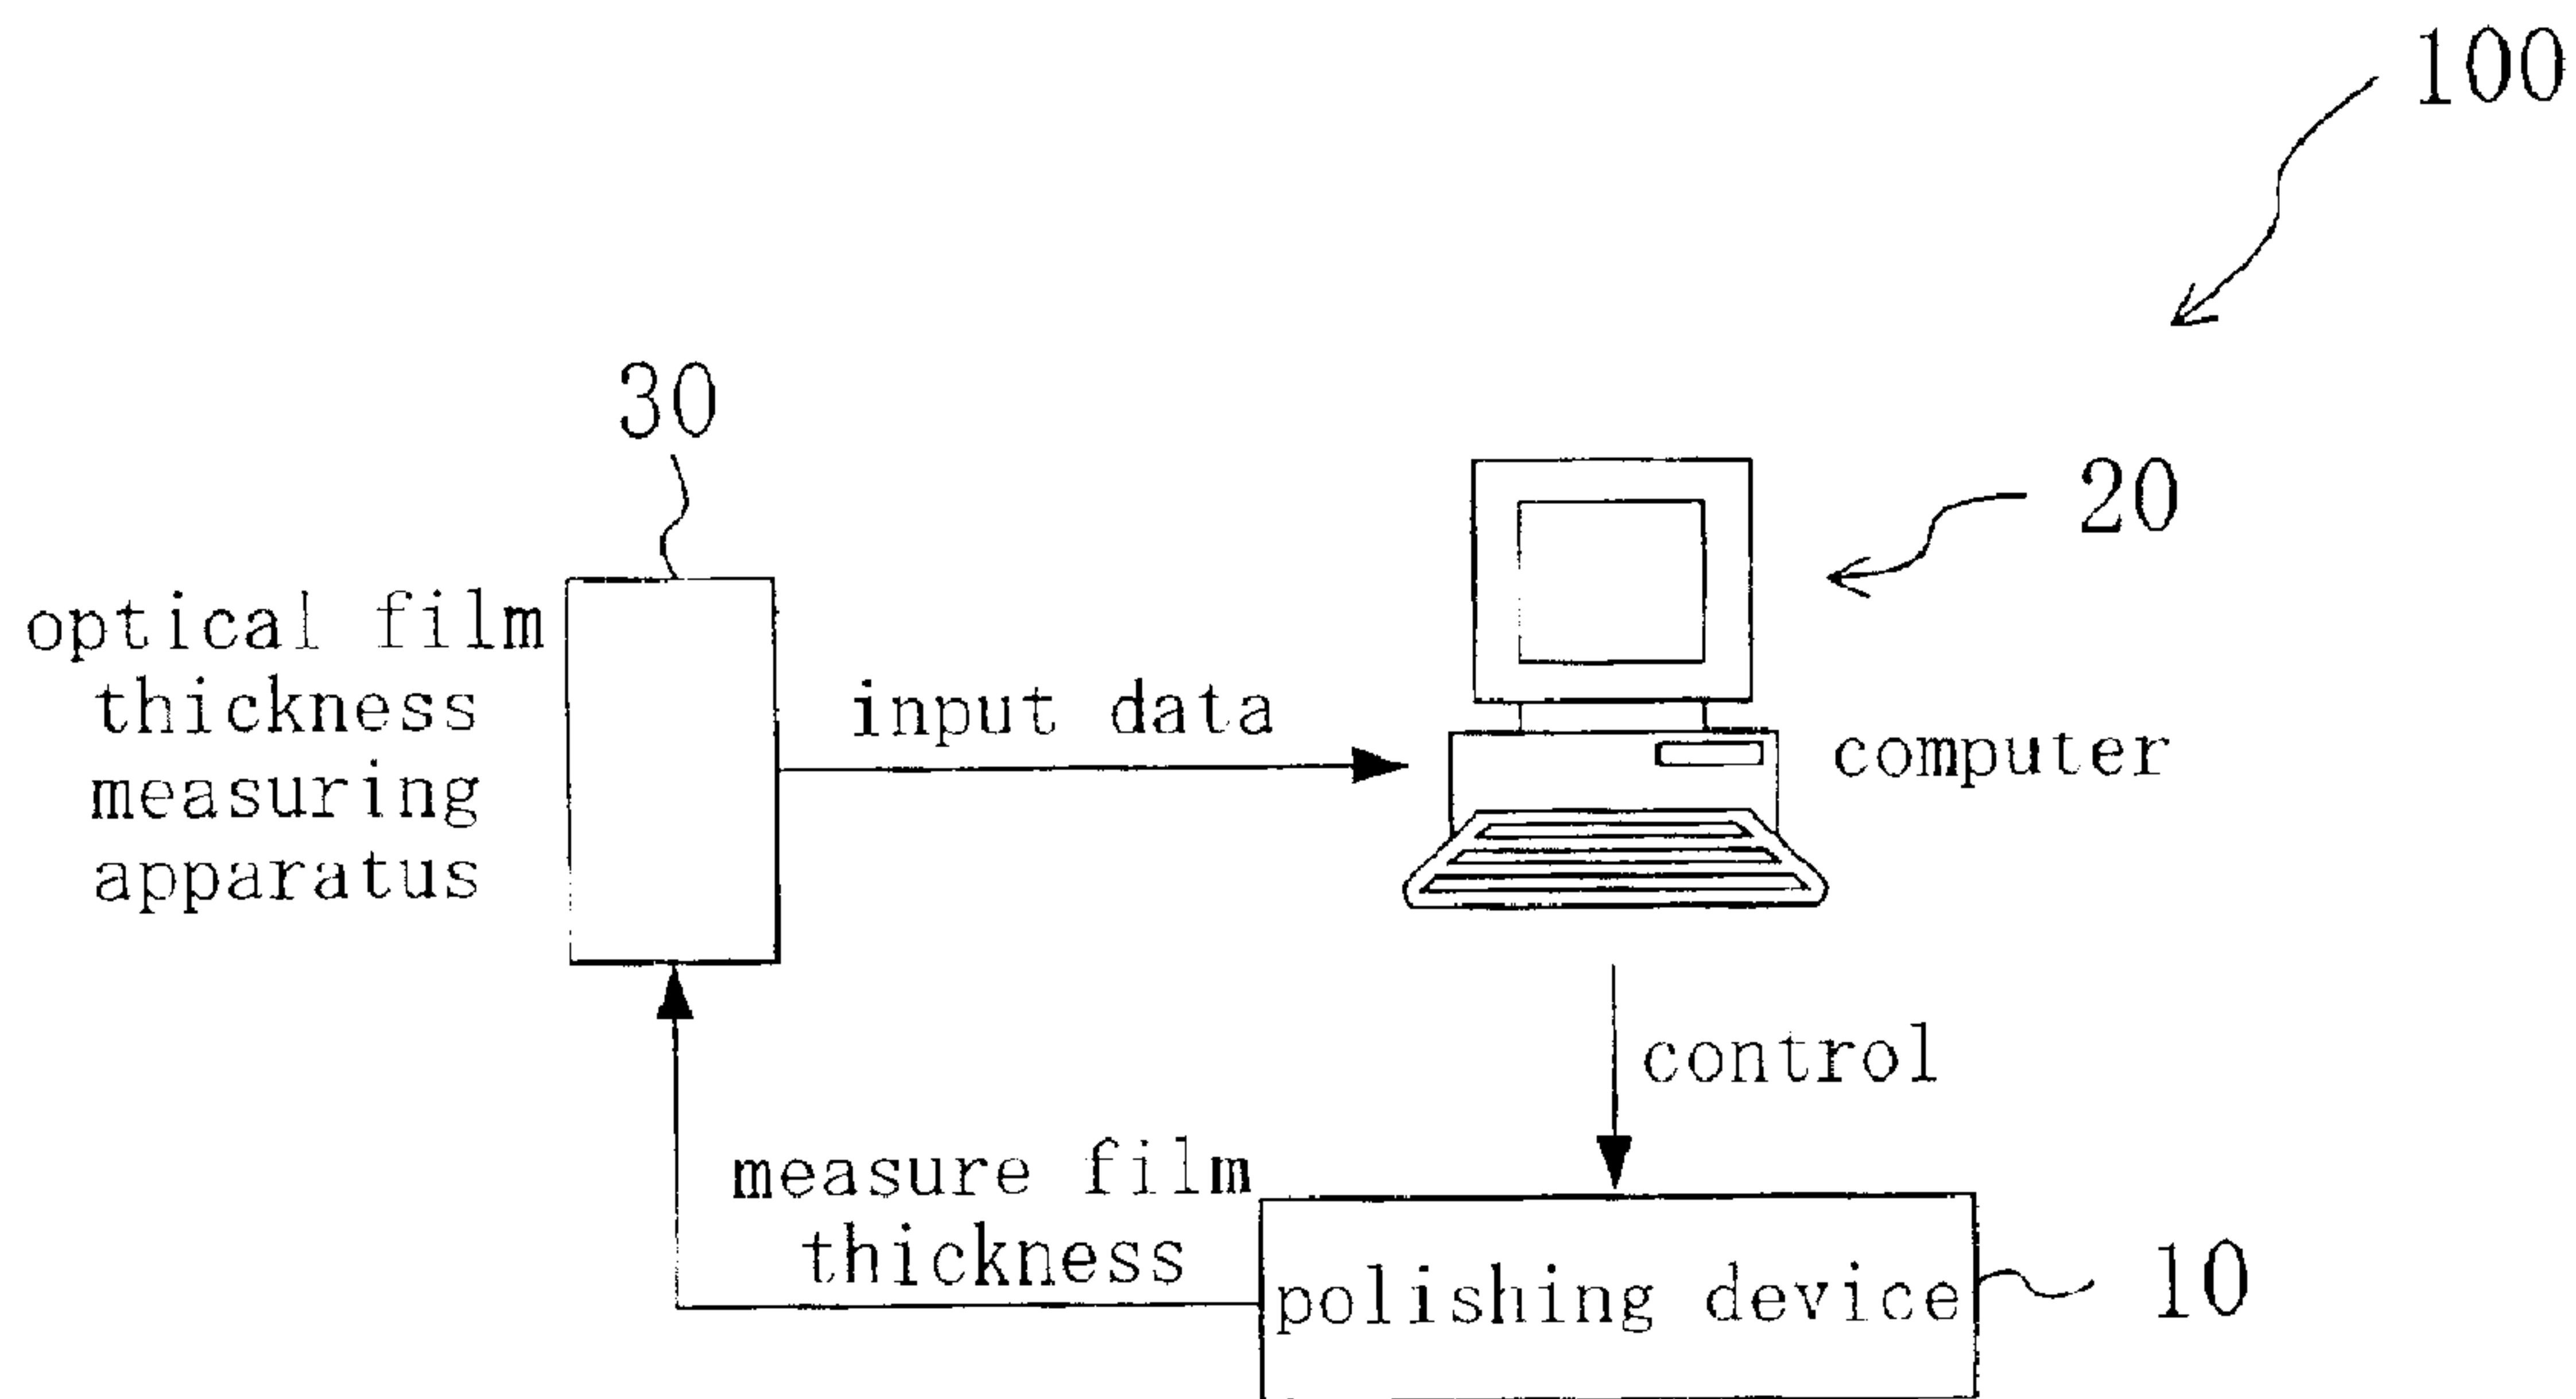 100
30
20
optical film
thickness
measuring
apparatus
input data
computer
control
measure film
thickness
polishing device
10